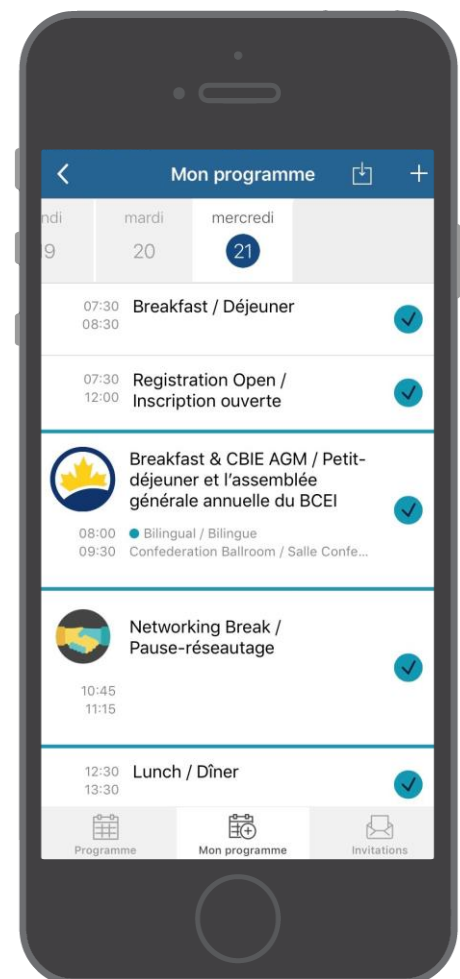 Mon programme
ndi mardi mercredi
19 20 21
07:30 Breakfast / Déjeuner
08:30
07:30 Registration Open /
12:00 Inscription ouverte
Breakfast & CBIE AGM / Petit-
déjeuner et l'assemblée
générale annuelle du BCEI
08:00 Bilingual / Bilingue
09:30 Confederation Ballroom / Salle Confe...
Networking Break /
Pause-réseautage
10:45
11:15
12:30 Lunch / Dîner
13:30
Programme Mon programme Invitations